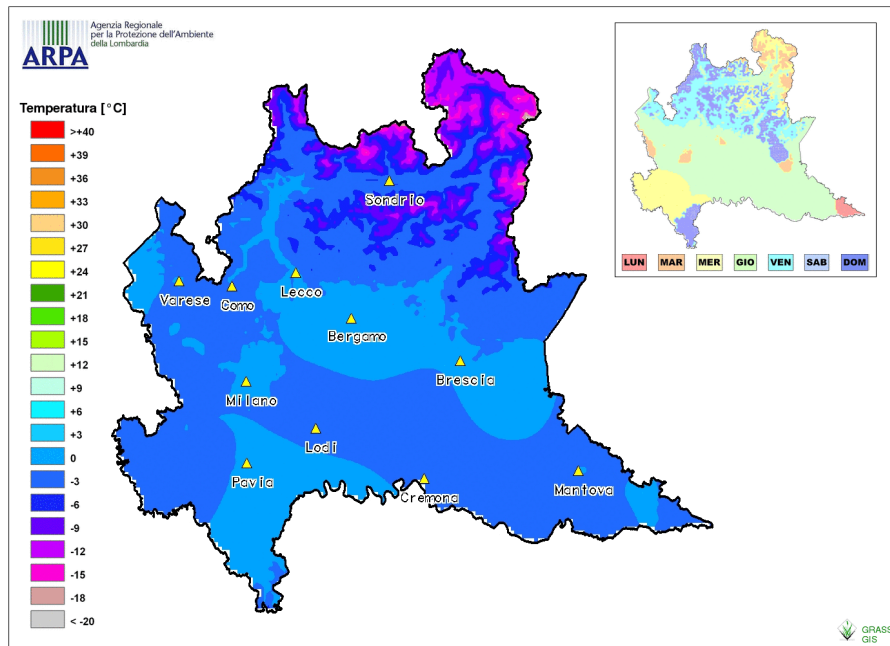 Agenzia Regionale
per la Protezione dell'Ambiente
della Lombardia
ARPA
Temperatura [°C]
>+40
+39
+36
+33
+30
+27
+24
+21
+18
+15
+12
+9
+6
+3
0
-3
-6
-9
-12
-15
-18
< -20
Sondrio
Varese
Como
Lecco
Bergamo
Brescia
Milano
Lodi
Pavia
Cremona
Mantova
LUN MAR MER GIO VEN SAB DOM
GRASS
GIS